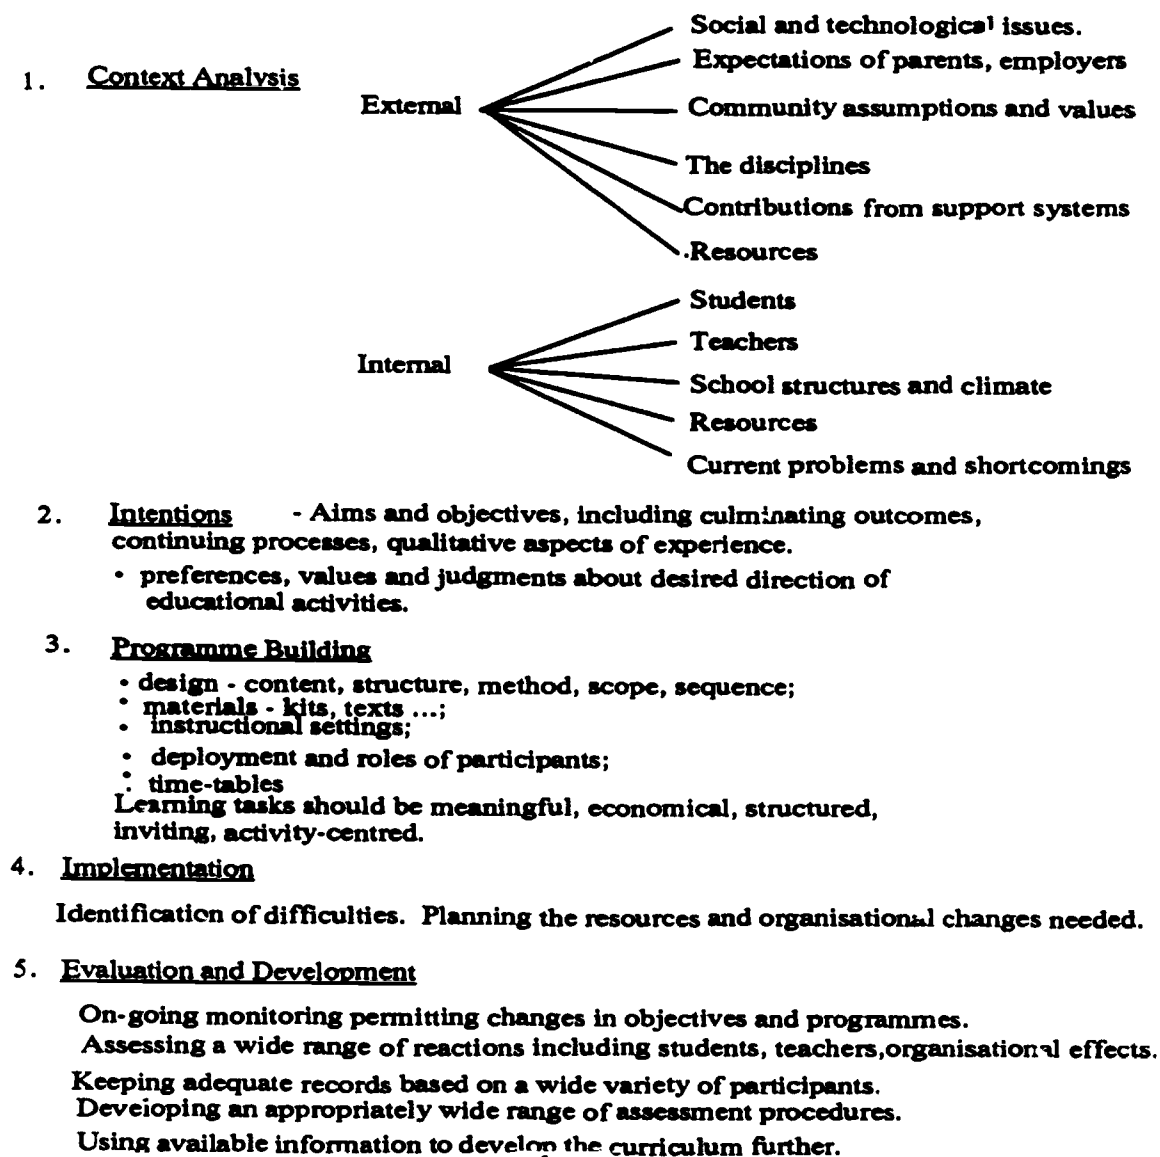 Social and technological issues.
1. Context Analysis
Expectations of parents, employers
External
Community assumptions and values
The disciplines
Contributions from support systems
Resources
Students
Internal
Teachers
School structures and climate
Resources
Current problems and shortcomings
2. Intentions - Aims and objectives, including culminating outcomes,
continuing processes, qualitative aspects of experience.
• preferences, values and judgments about desired direction of
educational activities.
3. Programme Building
• design - content, structure, method, scope, sequence;
• materials - kits, texts ...;
• instructional settings;
• deployment and roles of participants;
• time-tables
Learning tasks should be meaningful, economical, structured,
inviting, activity-centred.
4. Implementation
Identification of difficulties. Planning the resources and organisational changes needed.
5. Evaluation and Development
On-going monitoring permitting changes in objectives and programmes.
Assessing a wide range of reactions including students, teachers,organisational effects.
Keeping adequate records based on a wide variety of participants.
Developing an appropriately wide range of assessment procedures.
Using available information to develop the curriculum further.